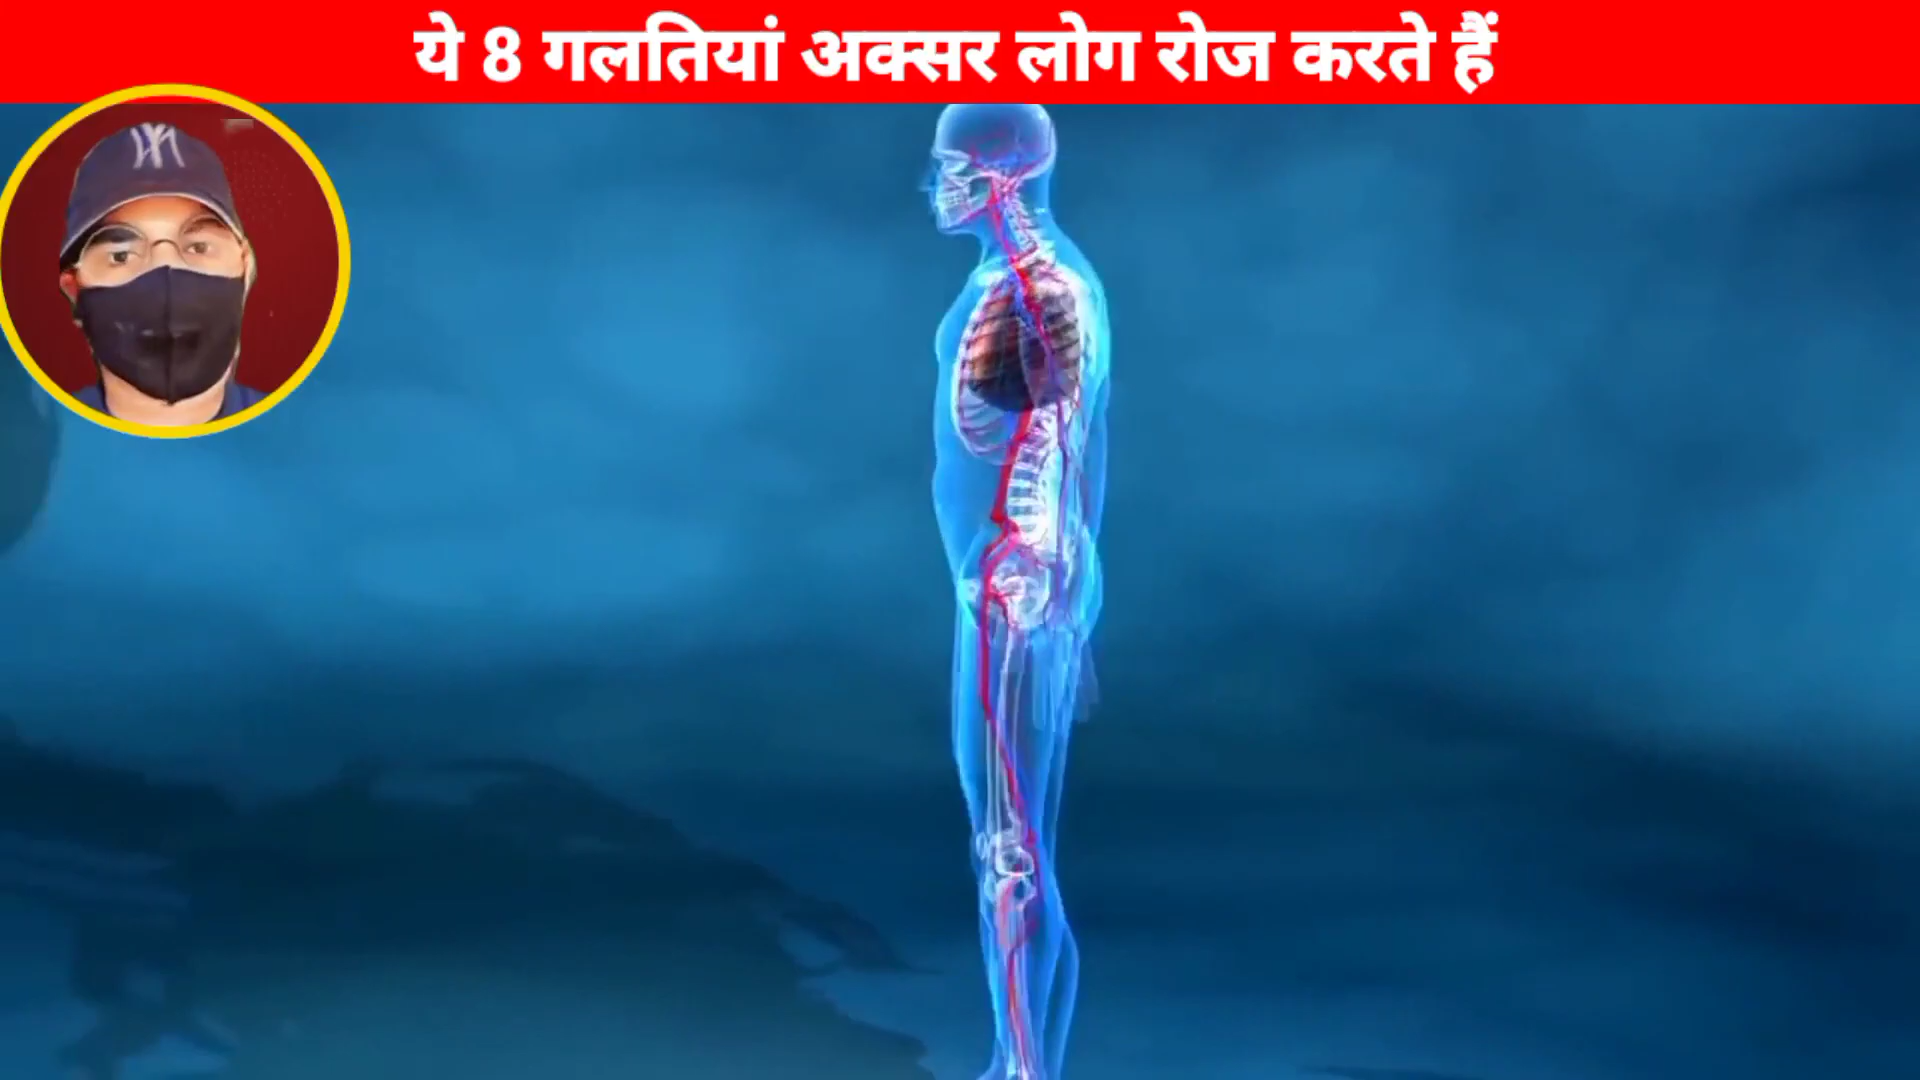 ये 8 गलतियां अक्सर लोग रोज करते हैं